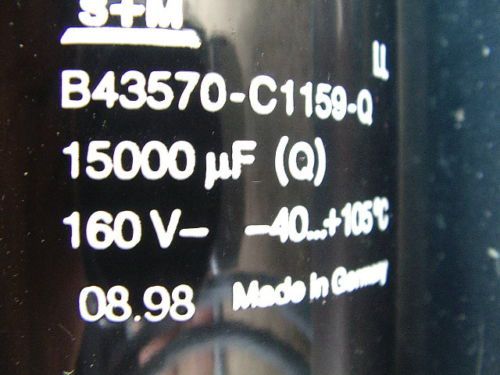 S+M
B43570-C1159-Q
15000 µF (Q)
160 V– –40...+105°C
08.98 Made in Germany